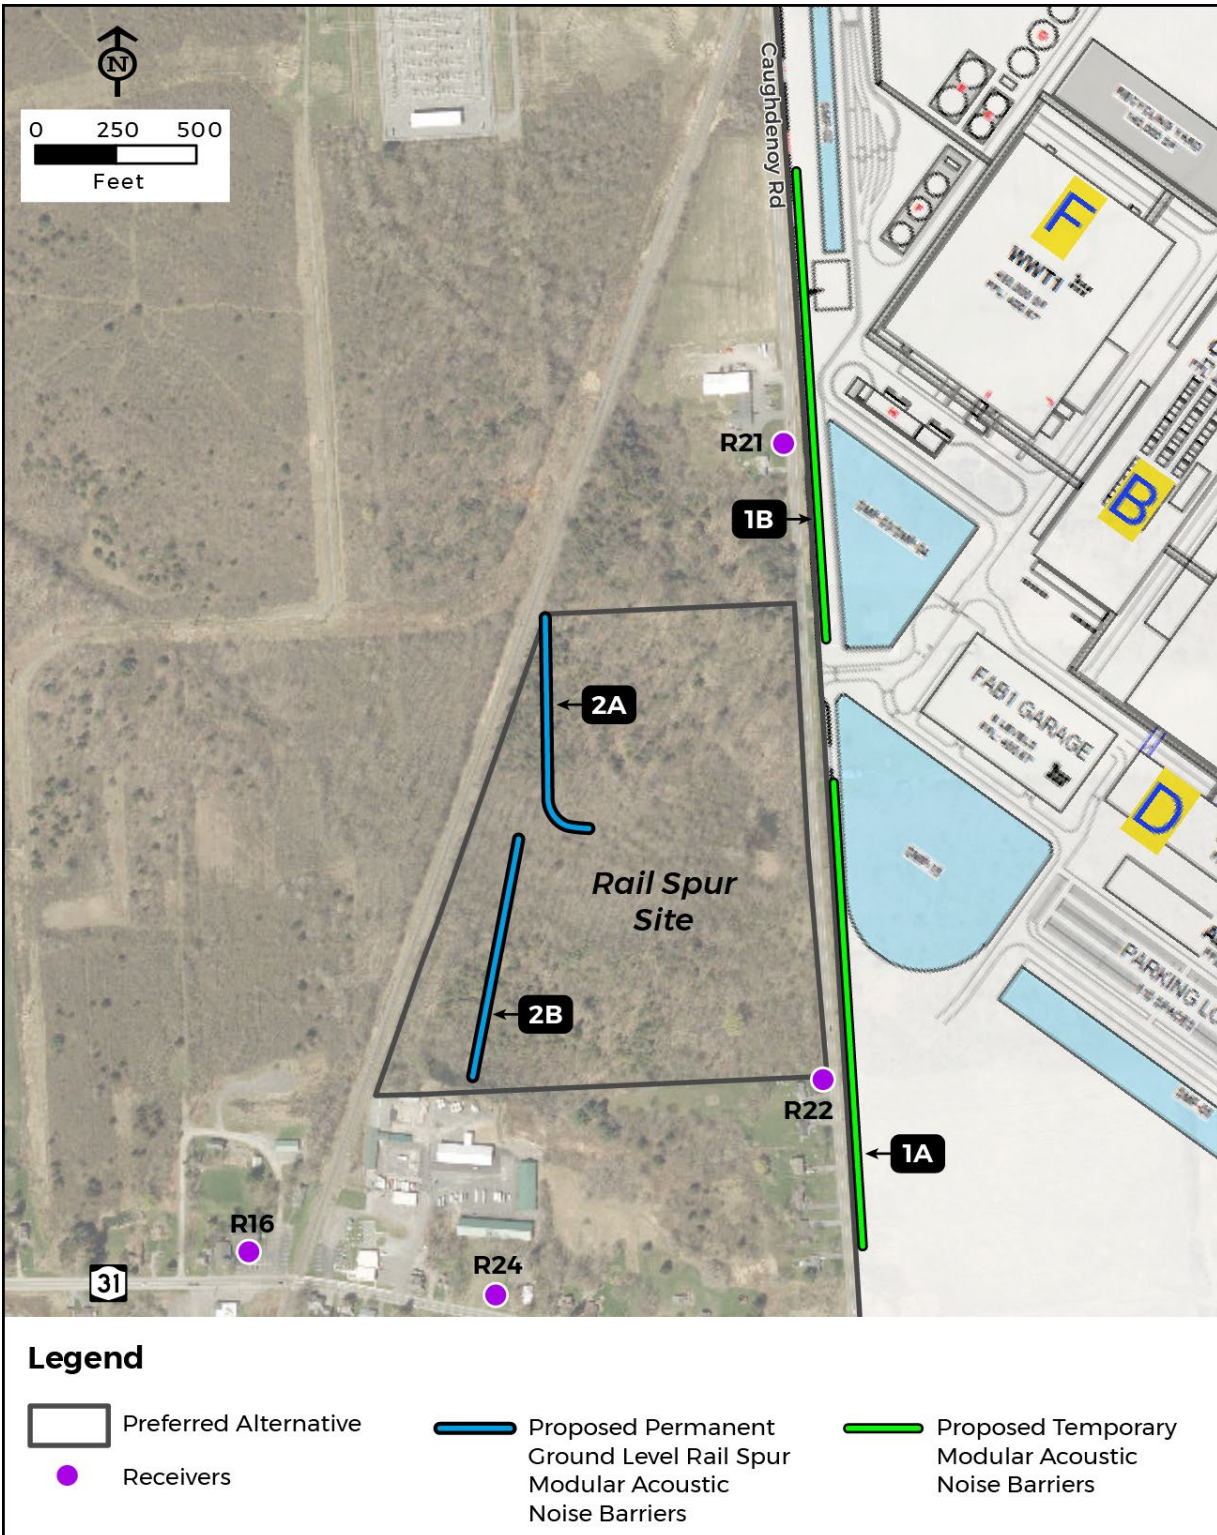 N
0 250 500
Feet
Caughdenoy Rd
F
WWT1
R21
1B
B
2A
FAB 1 GARAGE
D
Rail Spur
Site
2B
PARKING LO
R22
1A
R16
R24
31
Legend
Preferred Alternative
Receivers
Proposed Permanent
Ground Level Rail Spur
Modular Acoustic
Noise Barriers
Proposed Temporary
Modular Acoustic
Noise Barriers